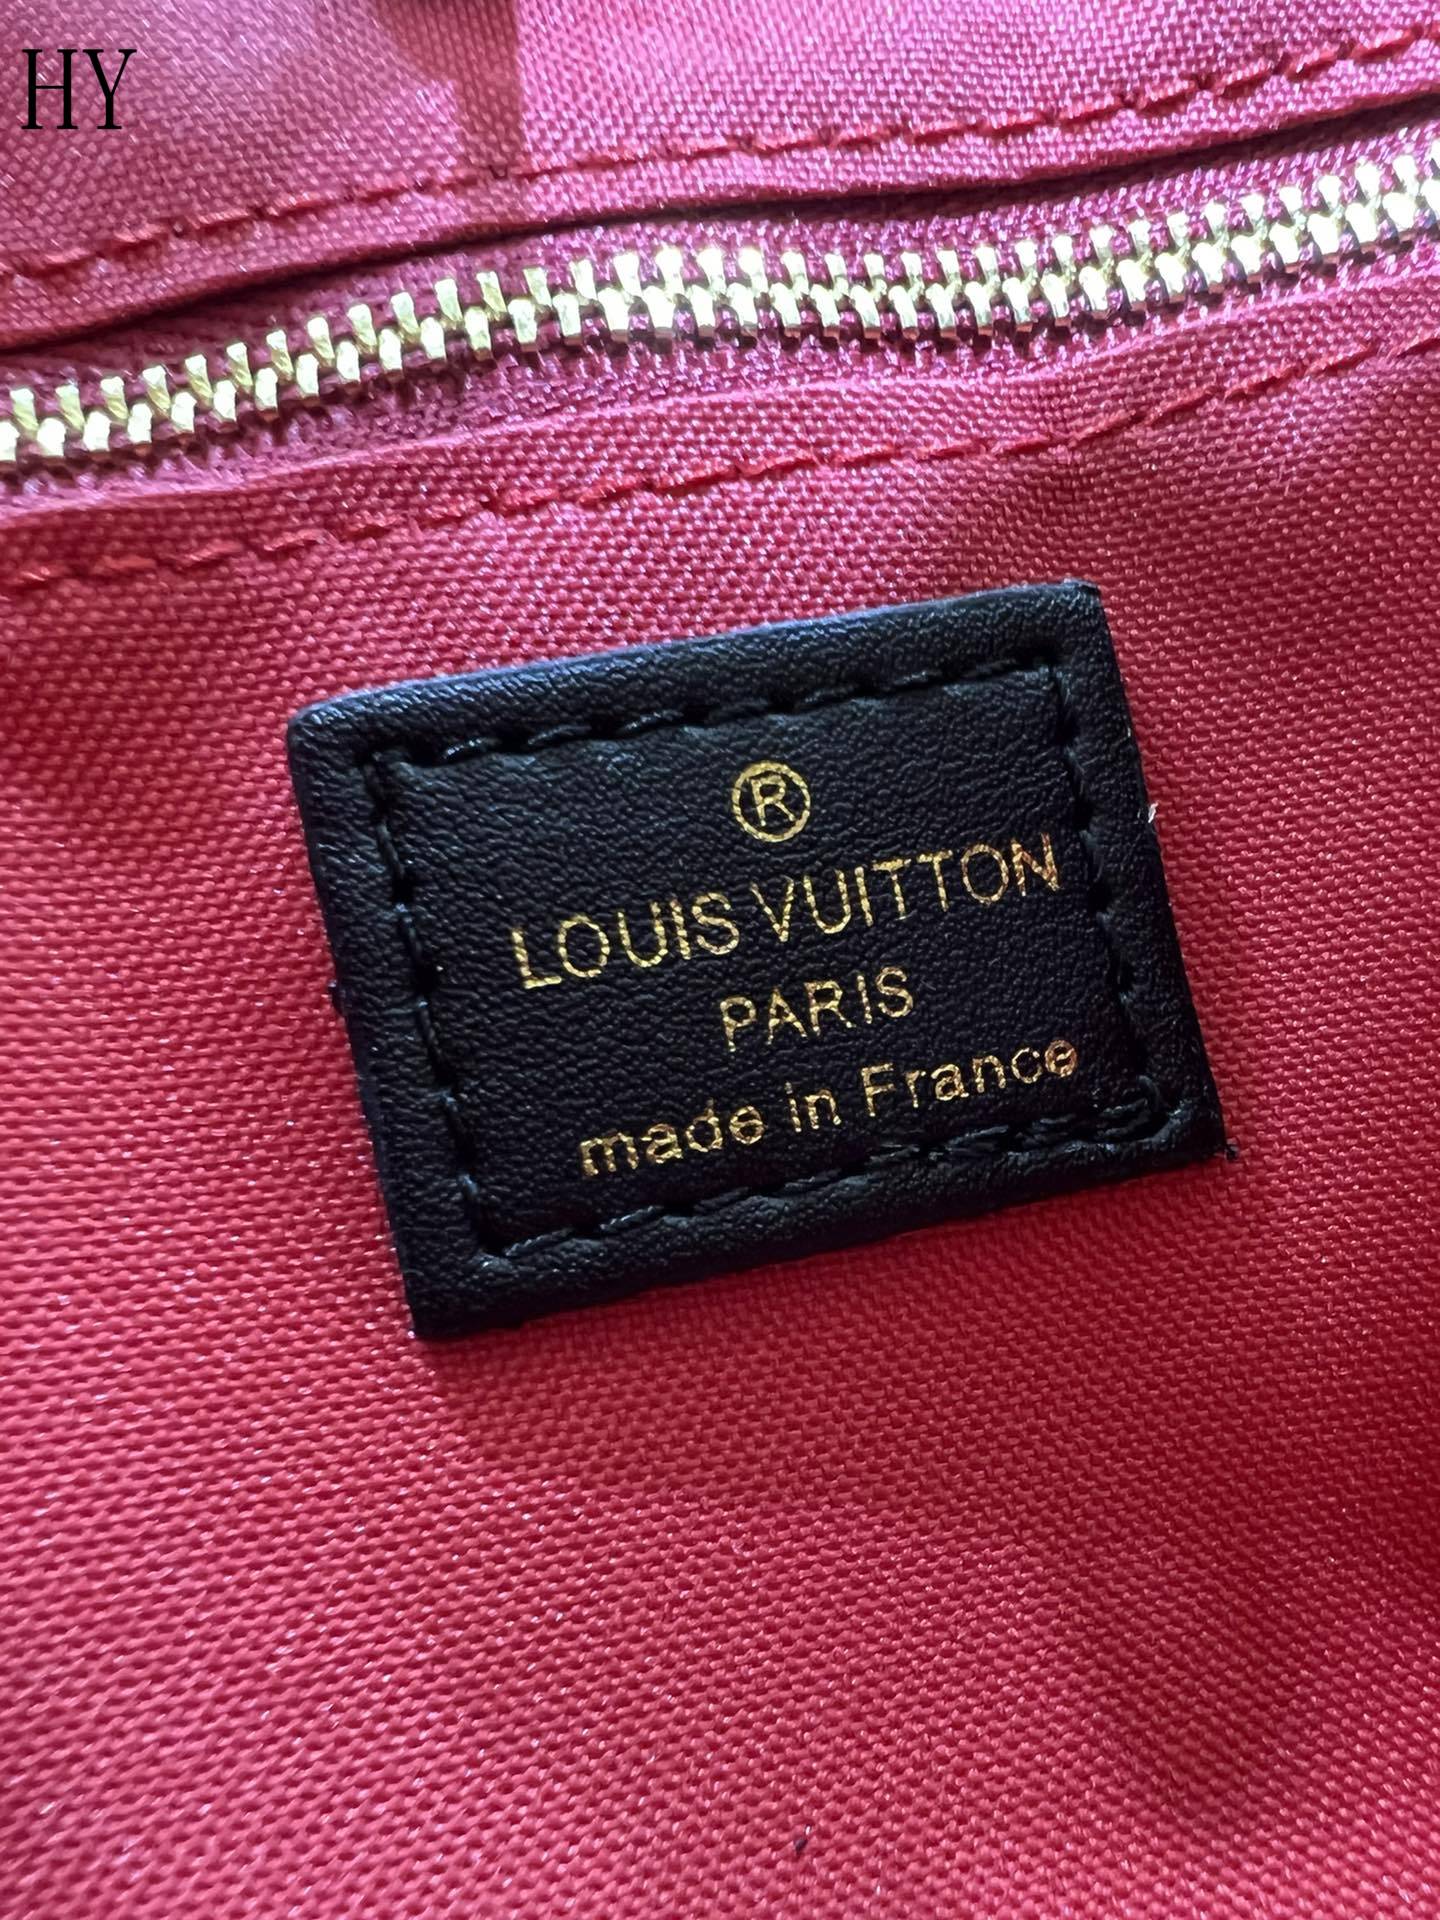 HY
®
LOUIS VUITTON
PARIS
made in France